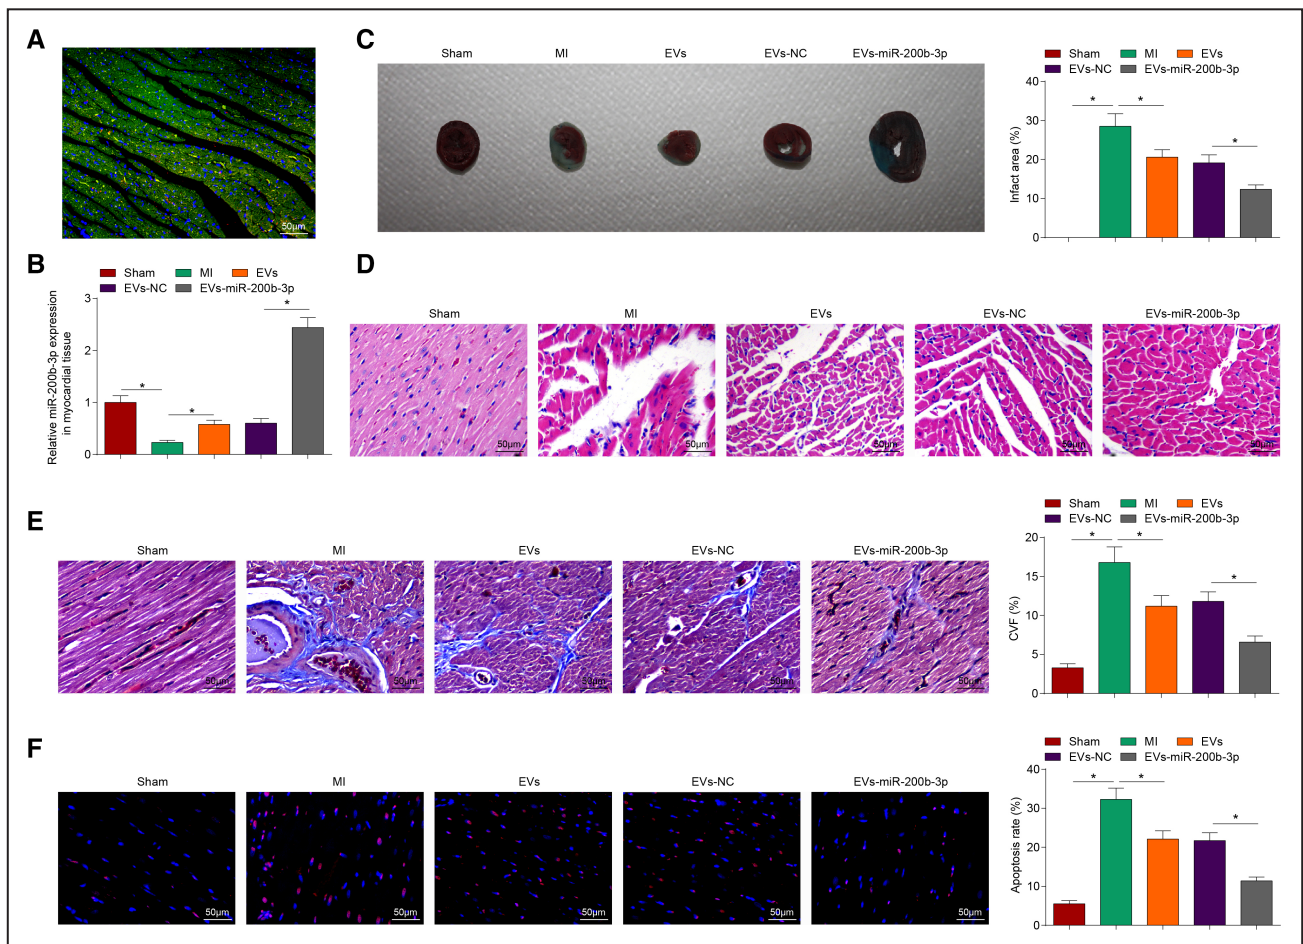 A
50µm
B
Sham MI EVs
EVs-NC EVs-miR-200b-3p
Relative miR-200b-3p expression
in myocardial tissue
3
2
1
0
*
*
*
C
Sham MI EVs EVs-NC EVs-miR-200b-3p
Sham MI EVs
EVs-NC EVs-miR-200b-3p
Infact area (%)
40
30
20
10
0
* * *
D
Sham MI EVs EVs-NC EVs-miR-200b-3p
50µm 50µm 50µm 50µm 50µm
E
Sham MI EVs EVs-NC EVs-miR-200b-3p
50µm 50µm 50µm 50µm 50µm
Sham MI EVs
EVs-NC EVs-miR-200b-3p
CVF (%)
20
15
10
5
0
* * *
F
Sham MI EVs EVs-NC EVs-miR-200b-3p
50µm 50µm 50µm 50µm 50µm
Sham MI EVs
EVs-NC EVs-miR-200b-3p
Apoptosis rate (%)
40
30
20
10
0
* * *